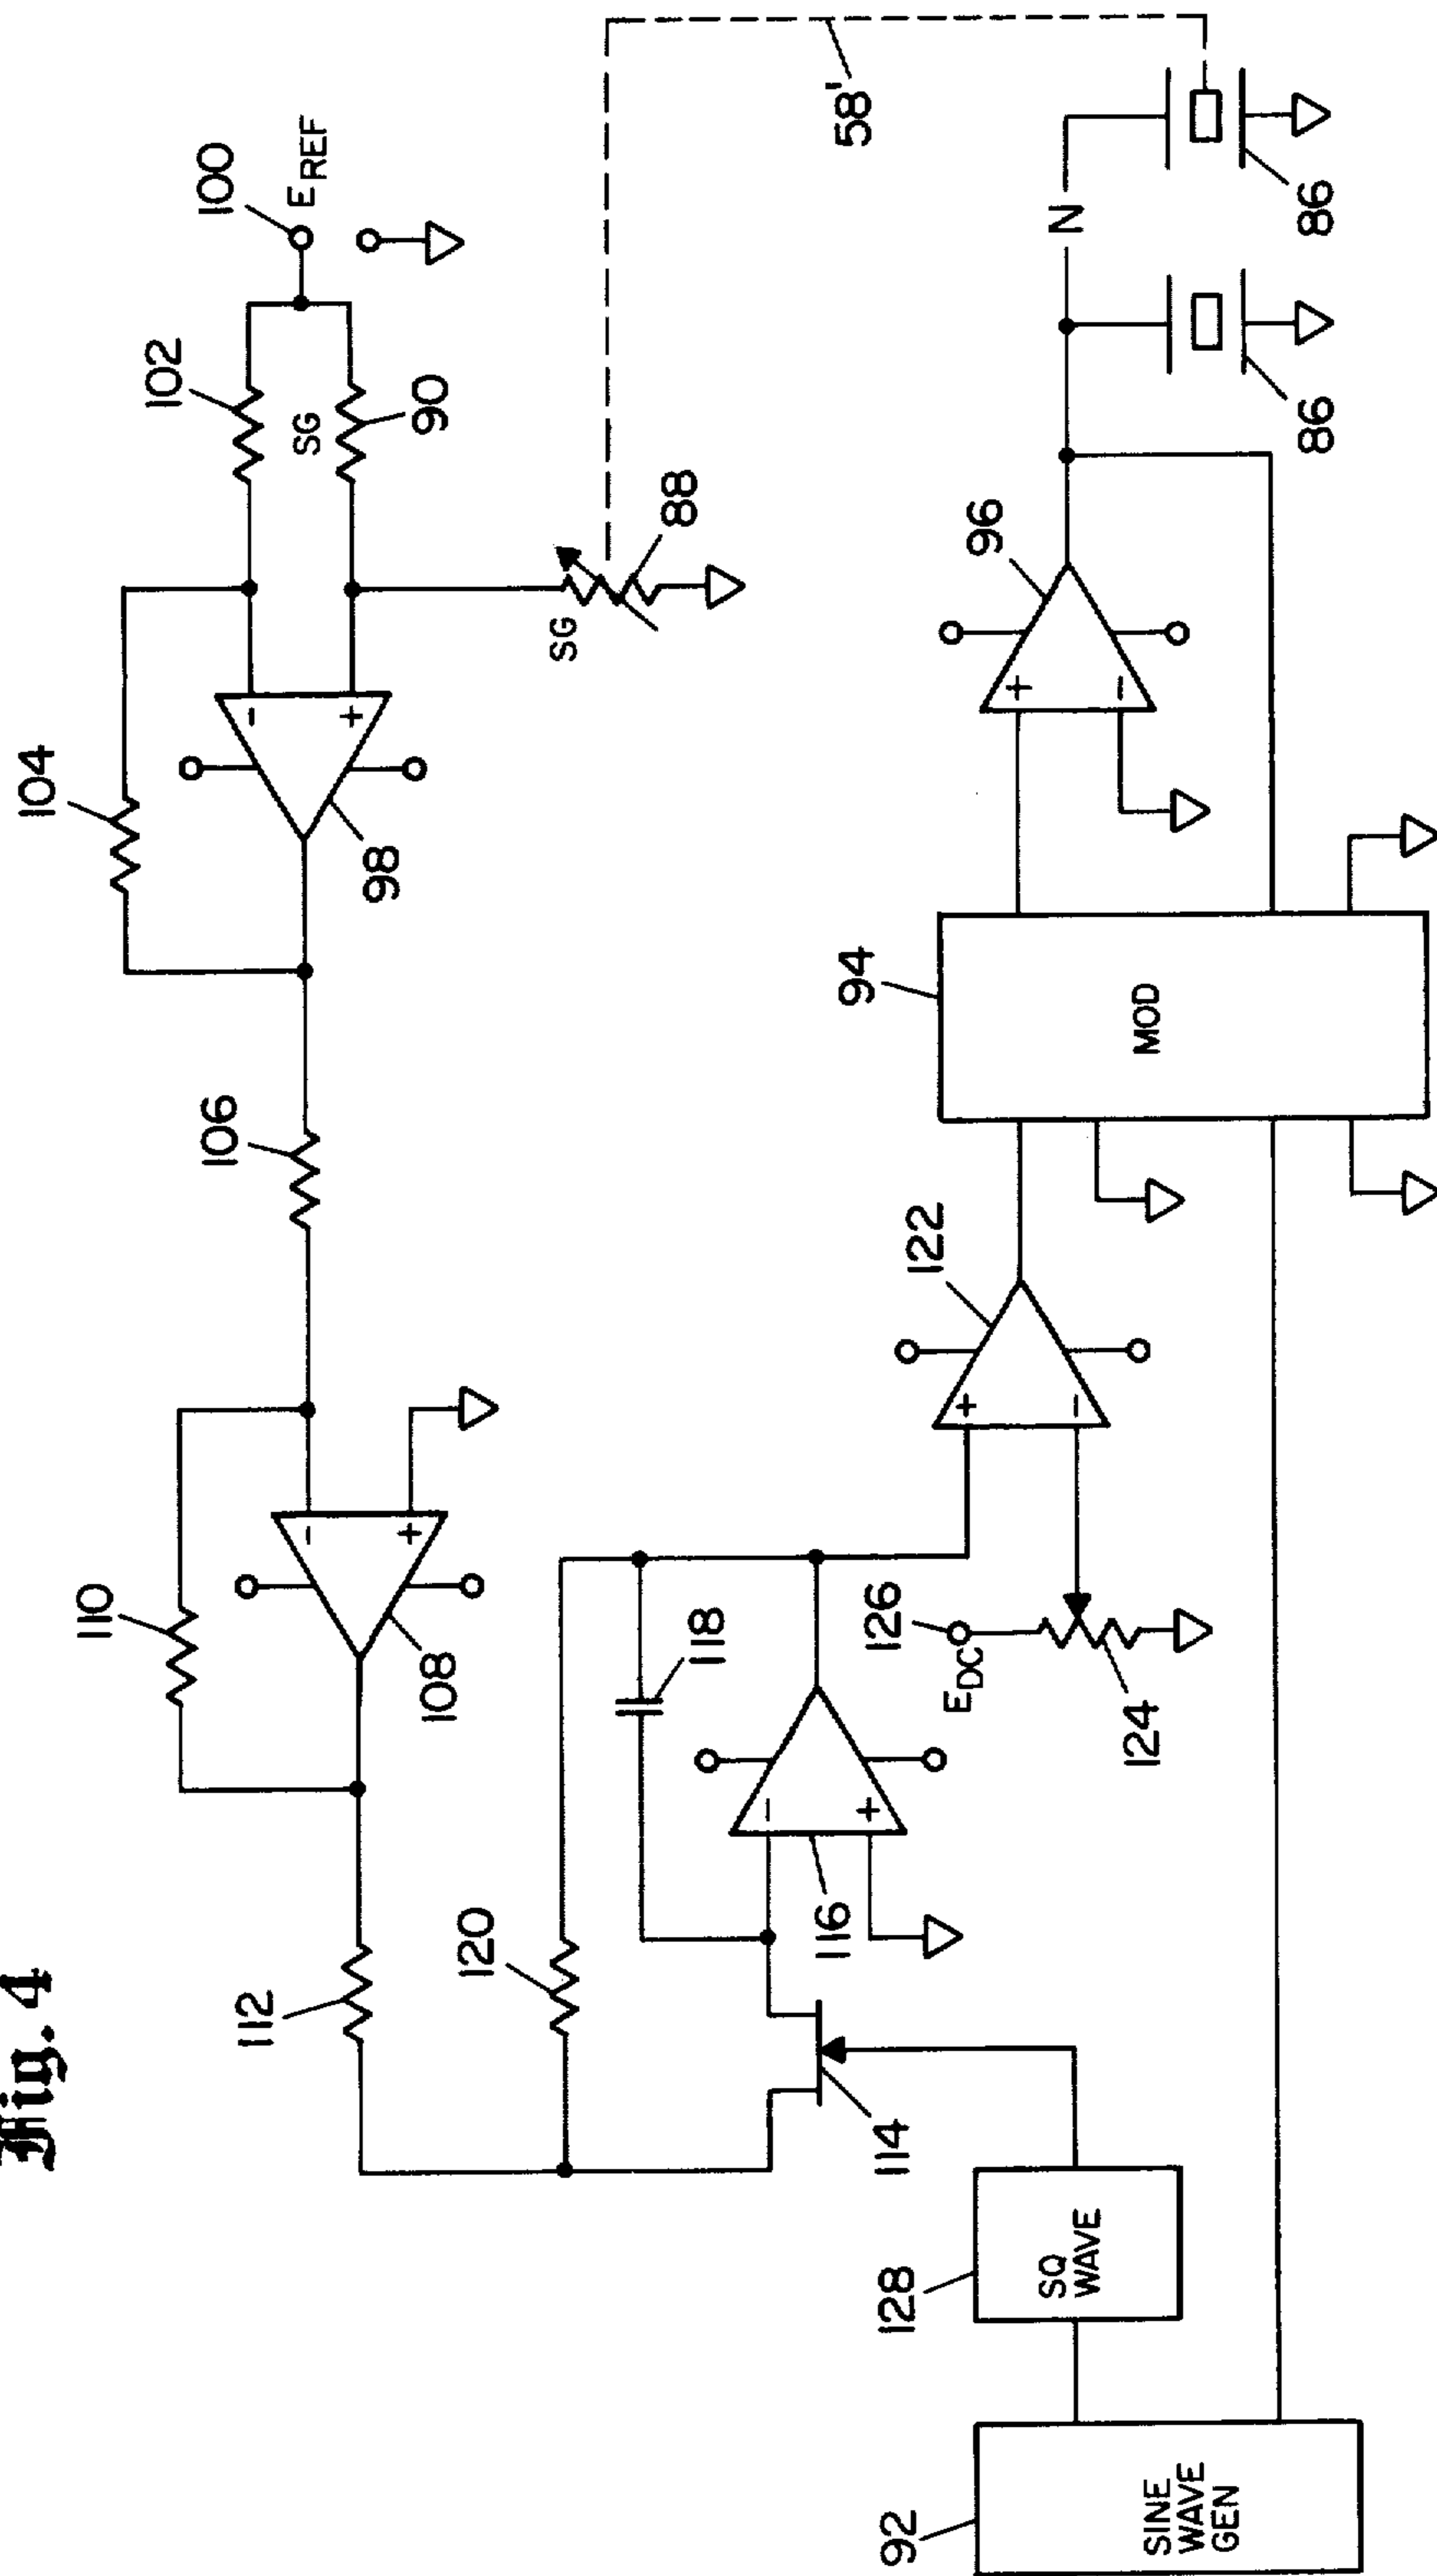 Fig. 4
100
E_REF
102
SG
90
104
98
SG
88
58'
106
110
108
112
120
118
116
114
126
E_DC
124
122
94
MOD
96
N
86
86
128
SQ
WAVE
92
SINE
WAVE
GEN
-
+
-
+
-
+
+
-
+
-